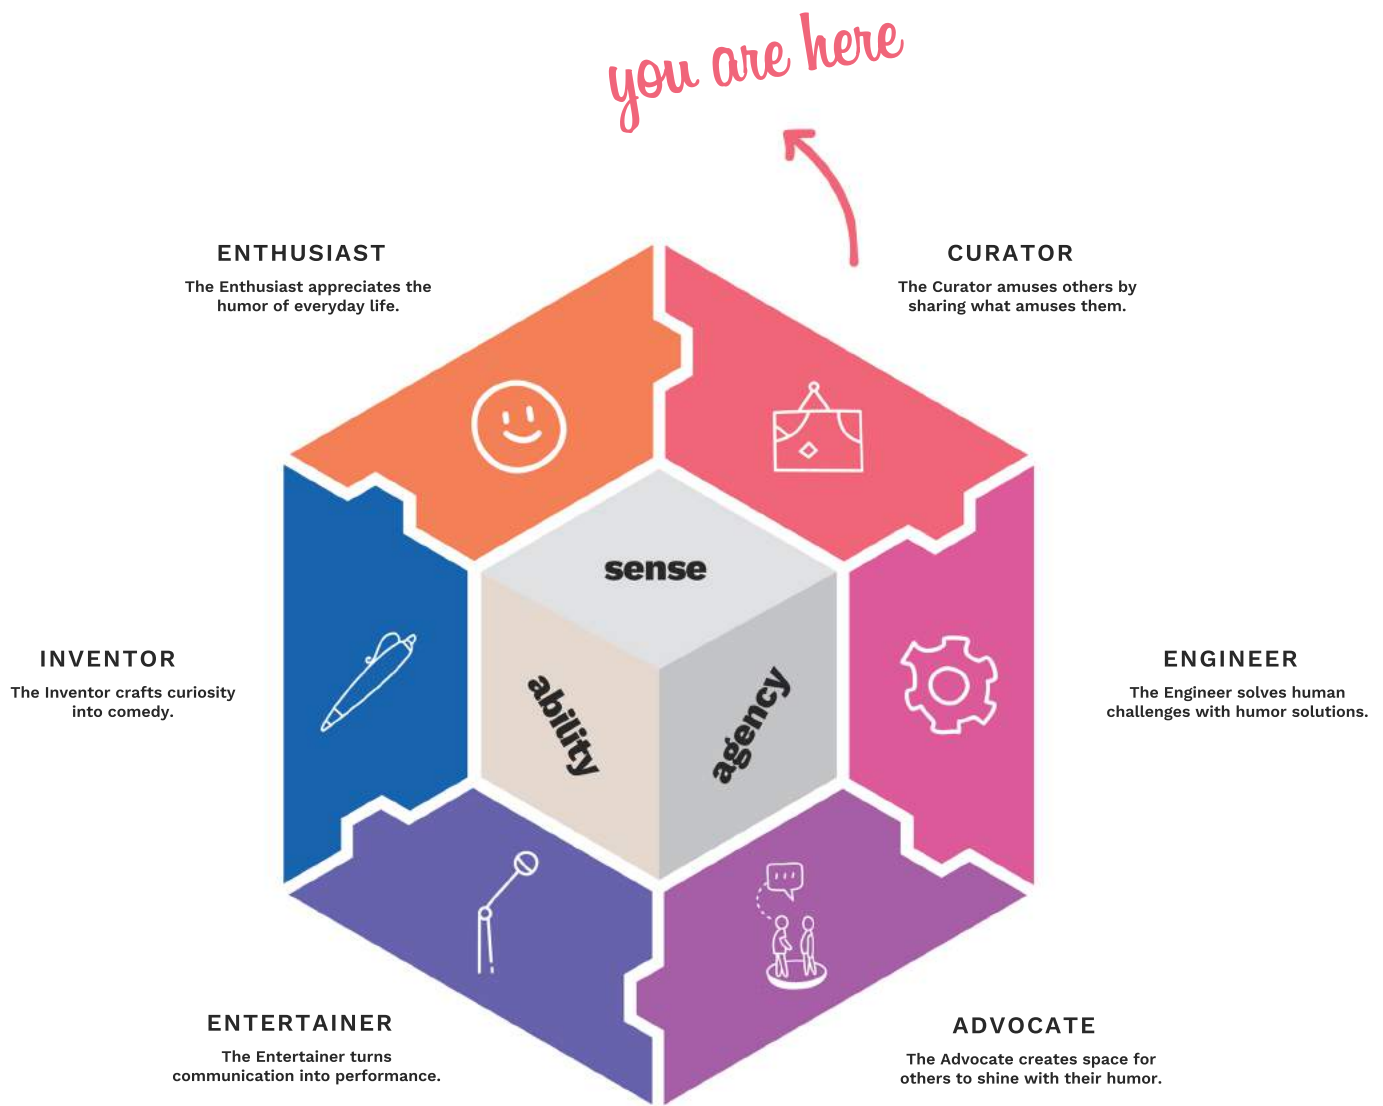 you are here
ENTHUSIAST
The Enthusiast appreciates the
humor of everyday life.
CURATOR
The Curator amuses others by
sharing what amuses them.
sense
ability
agency
INVENTOR
The Inventor crafts curiosity
into comedy.
ENGINEER
The Engineer solves human
challenges with humor solutions.
ENTERTAINER
The Entertainer turns
communication into performance.
ADVOCATE
The Advocate creates space for
others to shine with their humor.